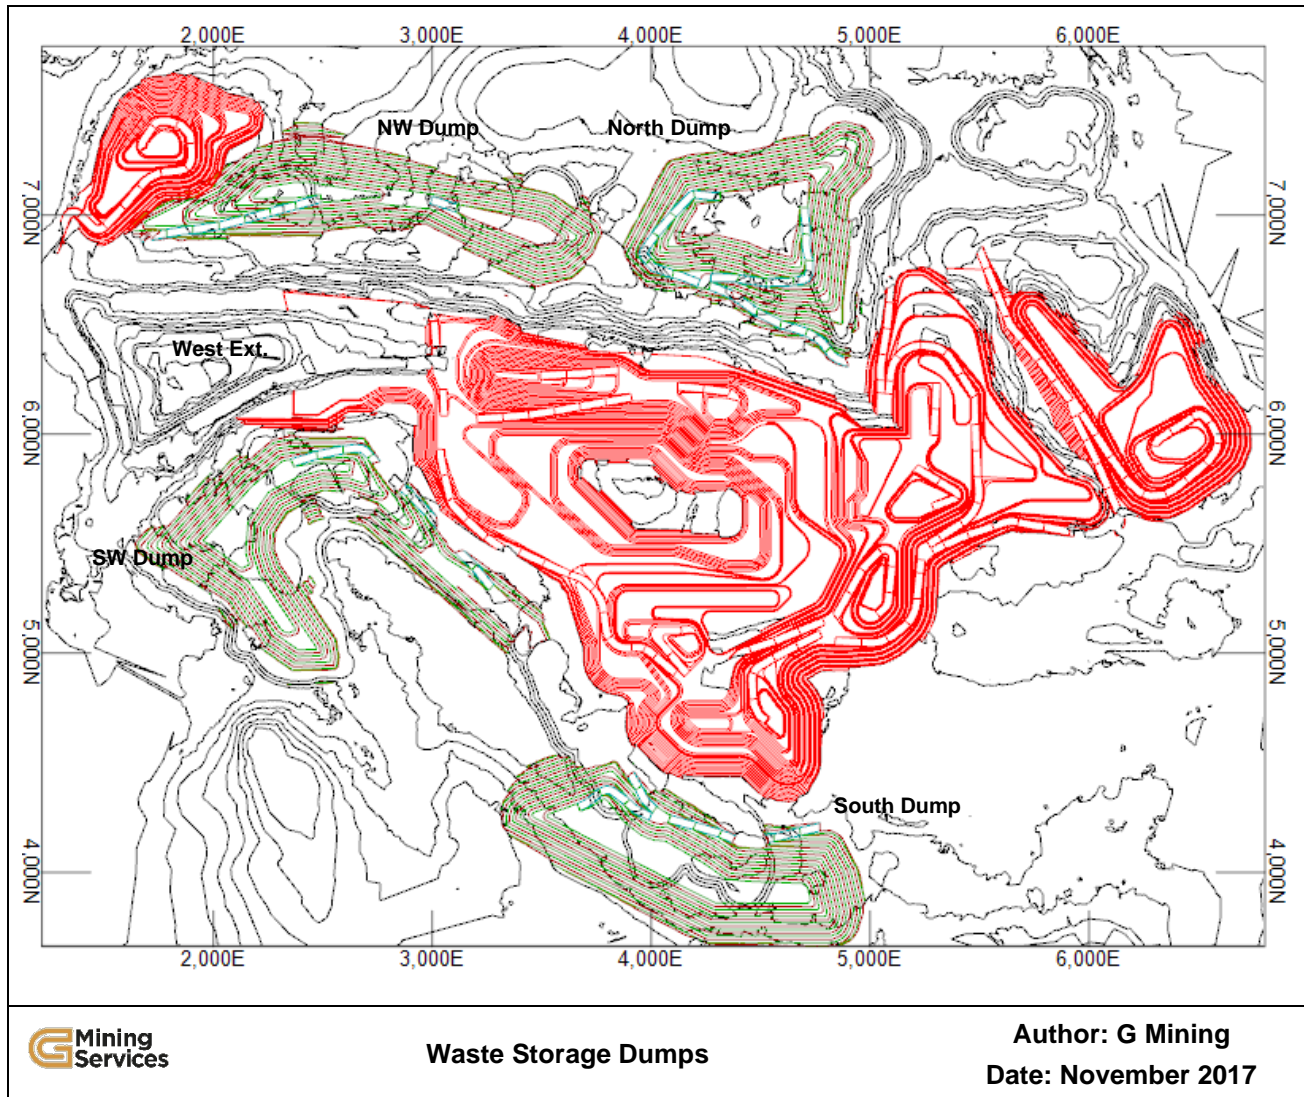 2,000E 3,000E 4,000E 5,000E 6,000E
NW Dump North Dump
7,000N 7,000N
West Ext.
6,000N 6,000N
SW Dump
5,000N 5,000N
South Dump
4,000N 4,000N
2,000E 3,000E 4,000E 5,000E 6,000E
Mining
Services
Waste Storage Dumps
Author: G Mining
Date: November 2017